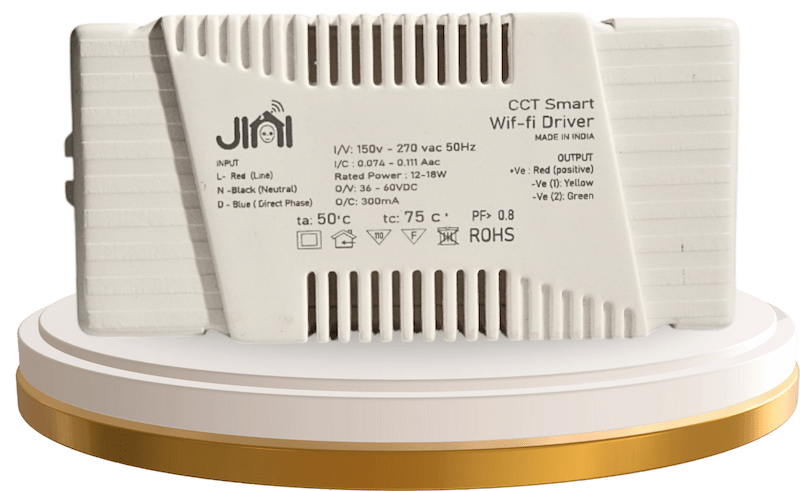 JINI
CCT Smart
Wif-fi Driver
MADE IN INDIA
INPUT
L- Red (Line)
N -Black (Neutral)
D - Blue ( Direct Phase)
I/V: 150v - 270 vac 50Hz
I/C : 0.074 - 0.111 Aac
Rated Power : 12-18W
O/V: 36 - 60VDC
O/C: 300mA
OUTPUT
+Ve : Red (positive)
-Ve (1): Yellow
-Ve (2): Green
ta: 50°c tc: 75 c • PF> 0.8
110 F ROHS